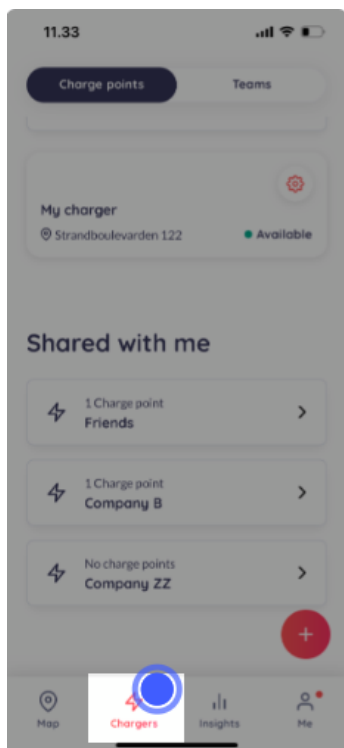 11.33
Charge points
Teams
My charger
Strandboulevarden 122
Available
Shared with me
1 Charge point
Friends
1 Charge point
Company B
No charge points
Company ZZ
+
Map
Chargers
Insights
Me